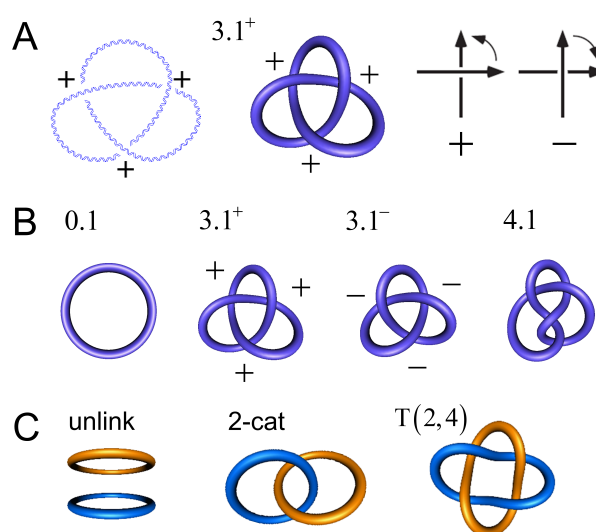 A
3.1⁺
+ + +
+ + +
+ −
B
0.1
3.1⁺
3.1⁻
4.1
+ + +
− − −
C
unlink
2-cat
T(2,4)